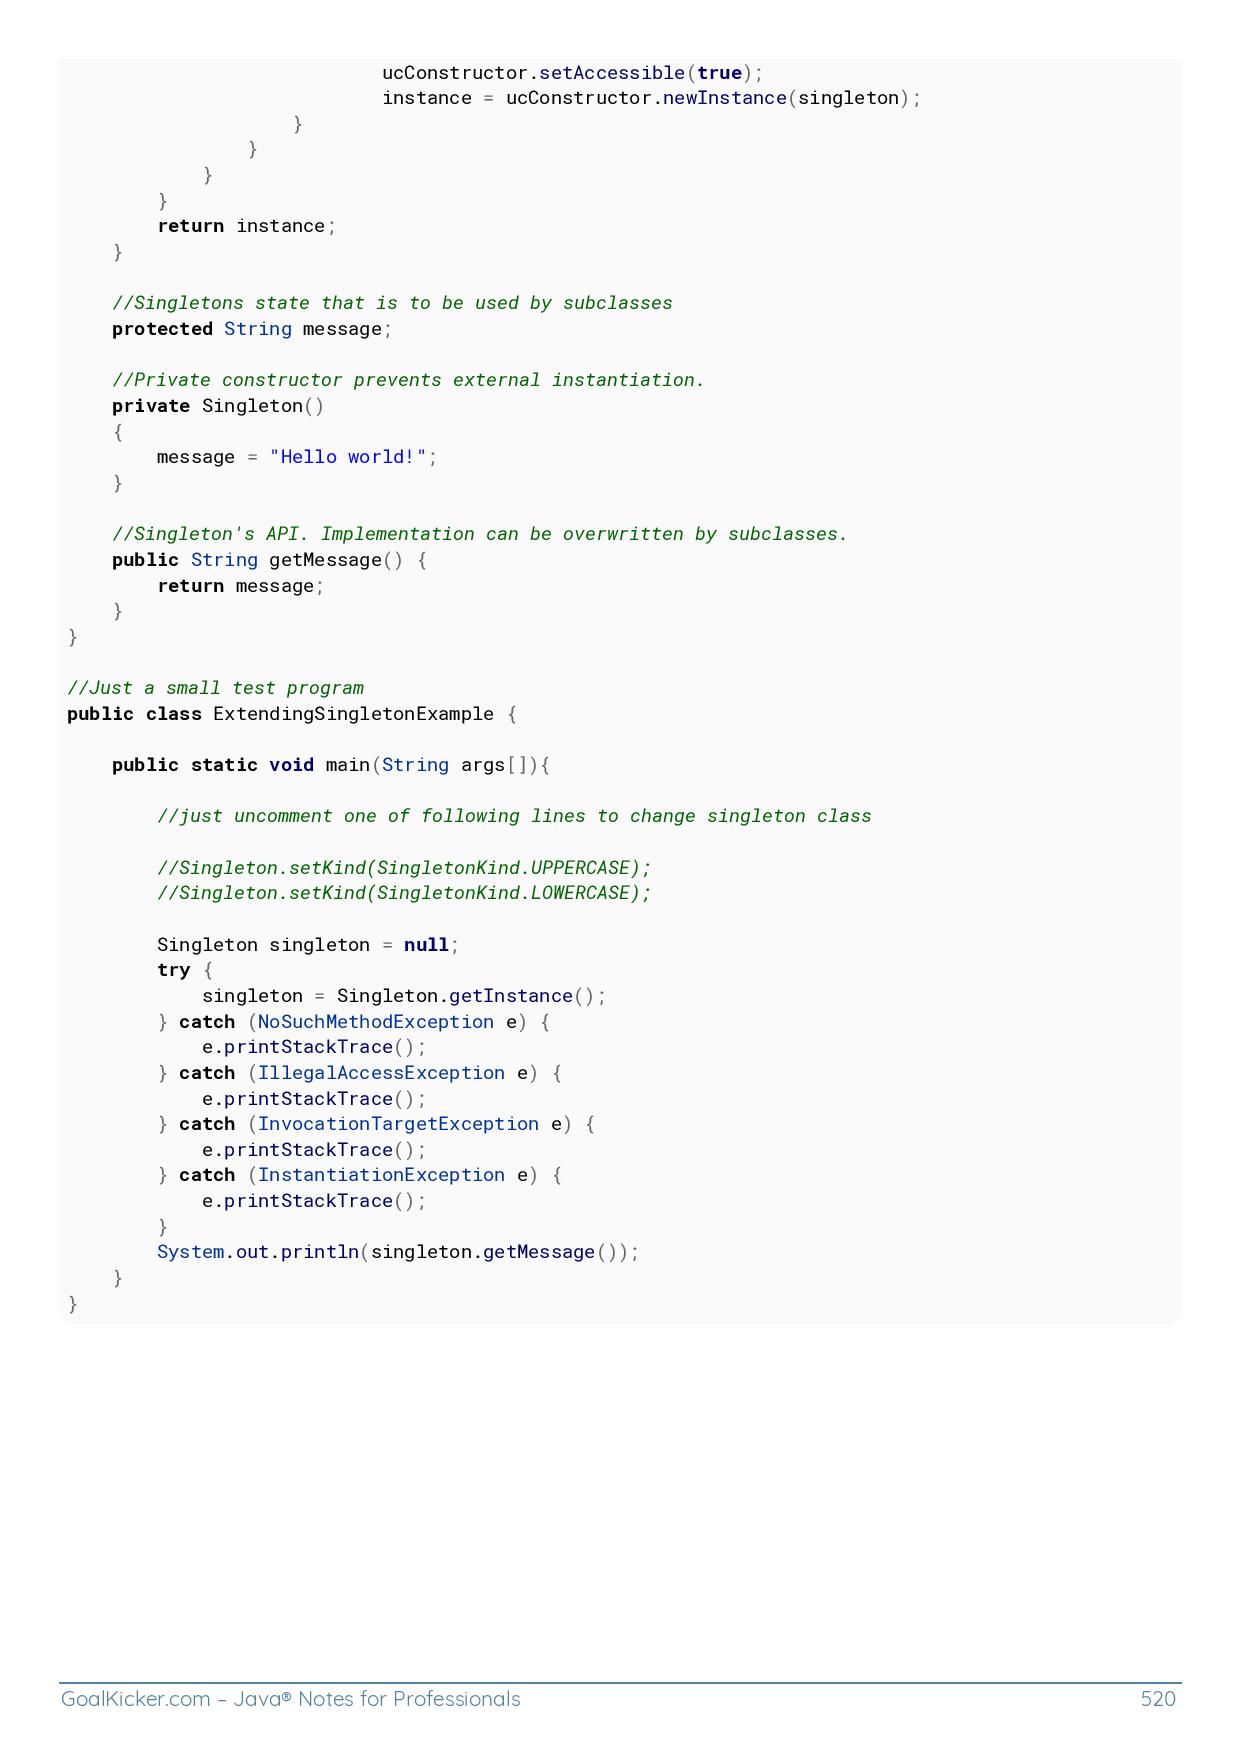 ucConstructor.setAccessible(true);
                            instance = ucConstructor.newInstance(singleton);
                    }
                }
            }
        }
        return instance;
    }

    //Singletons state that is to be used by subclasses
    protected String message;

    //Private constructor prevents external instantiation.
    private Singleton()
    {
        message = "Hello world!";
    }

    //Singleton's API. Implementation can be overwritten by subclasses.
    public String getMessage() {
        return message;
    }
}

//Just a small test program
public class ExtendingSingletonExample {

    public static void main(String args[]){

        //just uncomment one of following lines to change singleton class

        //Singleton.setKind(SingletonKind.UPPERCASE);
        //Singleton.setKind(SingletonKind.LOWERCASE);

        Singleton singleton = null;
        try {
            singleton = Singleton.getInstance();
        } catch (NoSuchMethodException e) {
            e.printStackTrace();
        } catch (IllegalAccessException e) {
            e.printStackTrace();
        } catch (InvocationTargetException e) {
            e.printStackTrace();
        } catch (InstantiationException e) {
            e.printStackTrace();
        }
        System.out.println(singleton.getMessage());
    }
}
GoalKicker.com – Java® Notes for Professionals 520